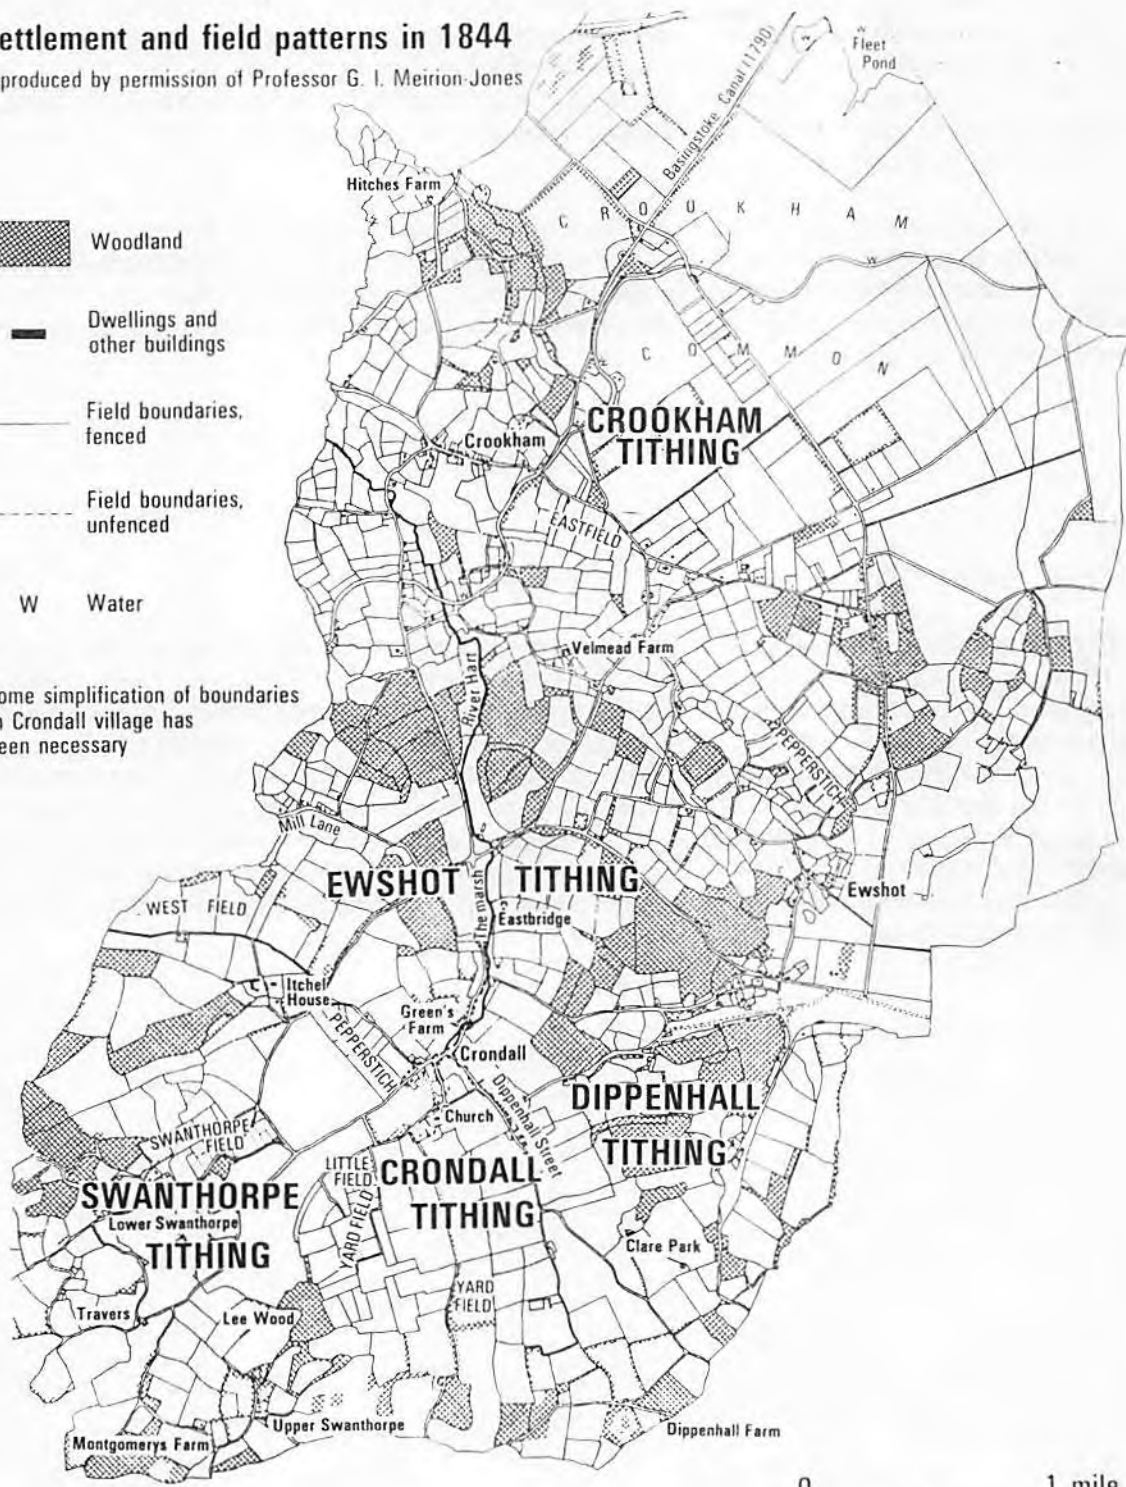 ettlement and field patterns in 1844
produced by permission of Professor G. I. Meirion-Jones
Woodland
Dwellings and
other buildings
Field boundaries,
fenced
Field boundaries,
unfenced
W Water
ome simplification of boundaries
Crondall village has
een necessary
Basingstoke Canal (1790)
W
Fleet
Pond
W
Hitches Farm
CROOKHAM
W
COMMON
CROOKHAM
TITHING
Crookham
EASTFIELD
Velmead Farm
River Hart
PEPPERSTICH
Mill Lane
EWSHOT TITHING
Ewshot
WEST FIELD
The marsh
Eastbridge
Itchel
House
Green's
Farm
PEPPERSTICH
Crondall
DIPPENHALL
TITHING
Dippenhall Street
Church
SWANTHORPE
FIELD
LITTLE
FIELD
CRONDALL
TITHING
SWANTHORPE
Lower Swanthorpe
TITHING
YARD FIELD
Clare Park
YARD
FIELD
Travers
Lee Wood
Upper Swanthorpe
Montgomerys Farm
Dippenhall Farm
0 1 mile